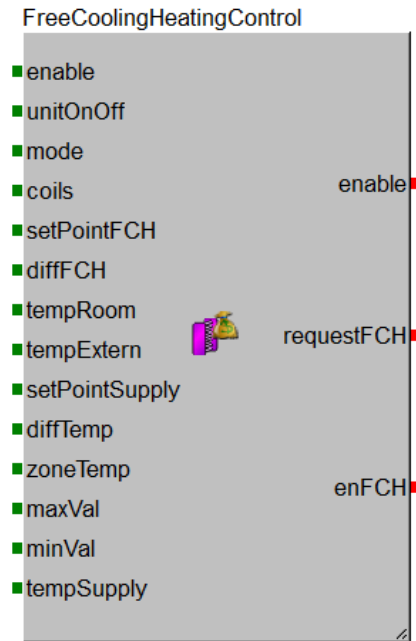 FreeCoolingHeatingControl
enable
unitOnOff
mode
coils
setPointFCH
diffFCH
tempRoom
tempExtern
setPointSupply
diffTemp
zoneTemp
maxVal
minVal
tempSupply
enable
requestFCH
enFCH